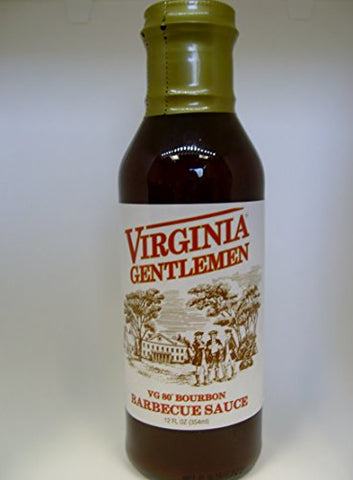 VIRGINIA
GENTLEMEN
VG 80° BOURBON
BARBECUE SAUCE
12 FL OZ (354ml)